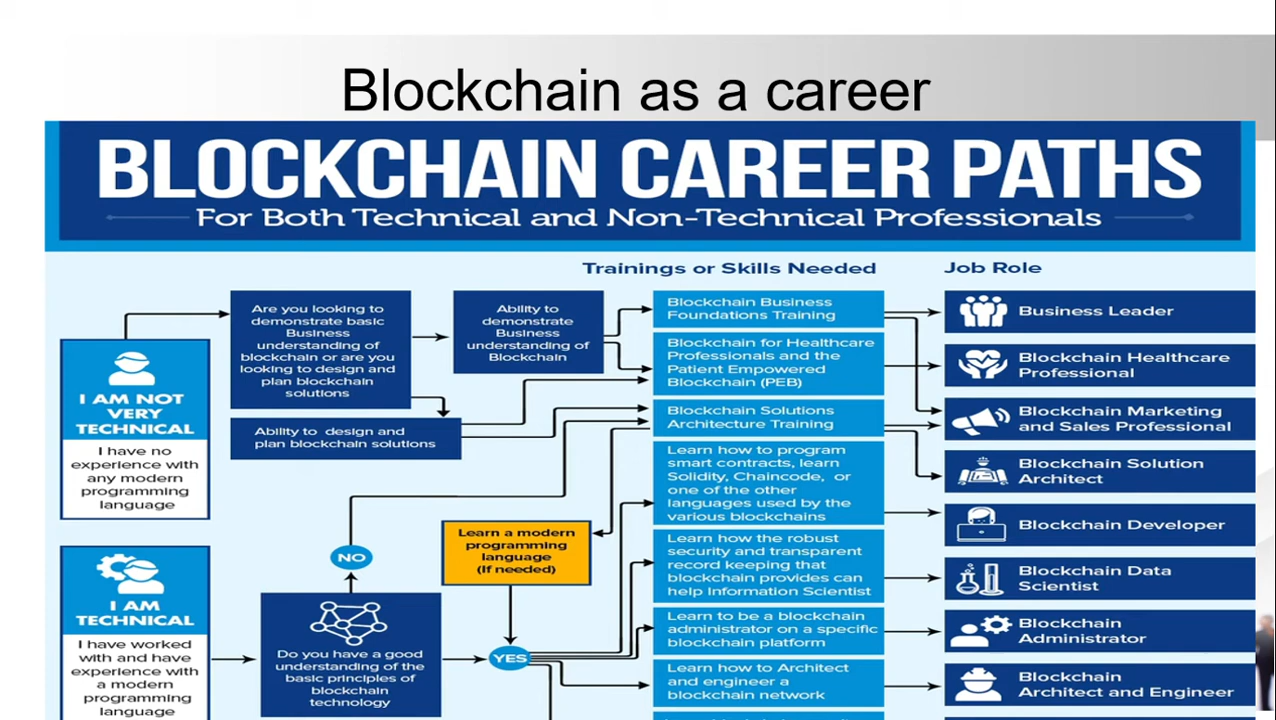 Blockchain as a career
BLOCKCHAIN CAREER PATHS
For Both Technical and Non-Technical Professionals
Trainings or Skills Needed
Job Role
I AM NOT
VERY
TECHNICAL
I have no
experience with
any modern
programming
language
Are you looking to
demonstrate basic
Business
understanding of
blockchain or are you
looking to design and
plan blockchain
solutions
Ability to
demonstrate
Business
understanding of
Blockchain
Ability to design and
plan blockchain solutions
Blockchain Business
Foundations Training
Blockchain for Healthcare
Professionals and the
Patient Empowered
Blockchain (PEB)
Blockchain Solutions
Architecture Training
Learn how to program
smart contracts, learn
Solidity, Chaincode, or
one of the other
languages used by the
various blockchains
Learn how the robust
security and transparent
record keeping that
blockchain provides can
help Information Scientist
Learn to be a blockchain
administrator on a specific
blockchain platform
Learn how to Architect
and engineer a
blockchain network
Business Leader
Blockchain Healthcare
Professional
Blockchain Marketing
and Sales Professional
Blockchain Solution
Architect
Blockchain Developer
Blockchain Data
Scientist
Blockchain
Administrator
Blockchain
Architect and Engineer
Learn a modern
programming
language
(If needed)
NO
YES
I AM
TECHNICAL
I have worked
with and have
experience with
a modern
programming
language
Do you have a good
understanding of the
basic principles of
blockchain
technology